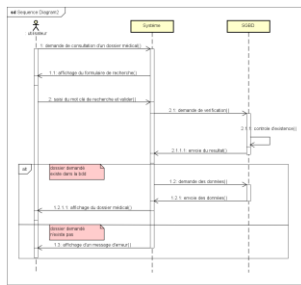 sd Sequence Diagram2
utilisateur
Système
SGBD
1: demande de consultation d'un dossier médical()
1.1: affichage du formulaire de recherche()
2: saisi du mot clé de recherche et valider()
2.1: demande de verification()
2.1.1: controle d'existence()
2.1.1.1: envoie du resultat()
alt
dossier demandé
existe dans la bdd
1.2: demande des données()
1.2.1: envoie des données()
1.2.1.1: affichage du dossier médical()
dossier demandé
n'existe pas
1.3: affichage d'un message d'erreur()